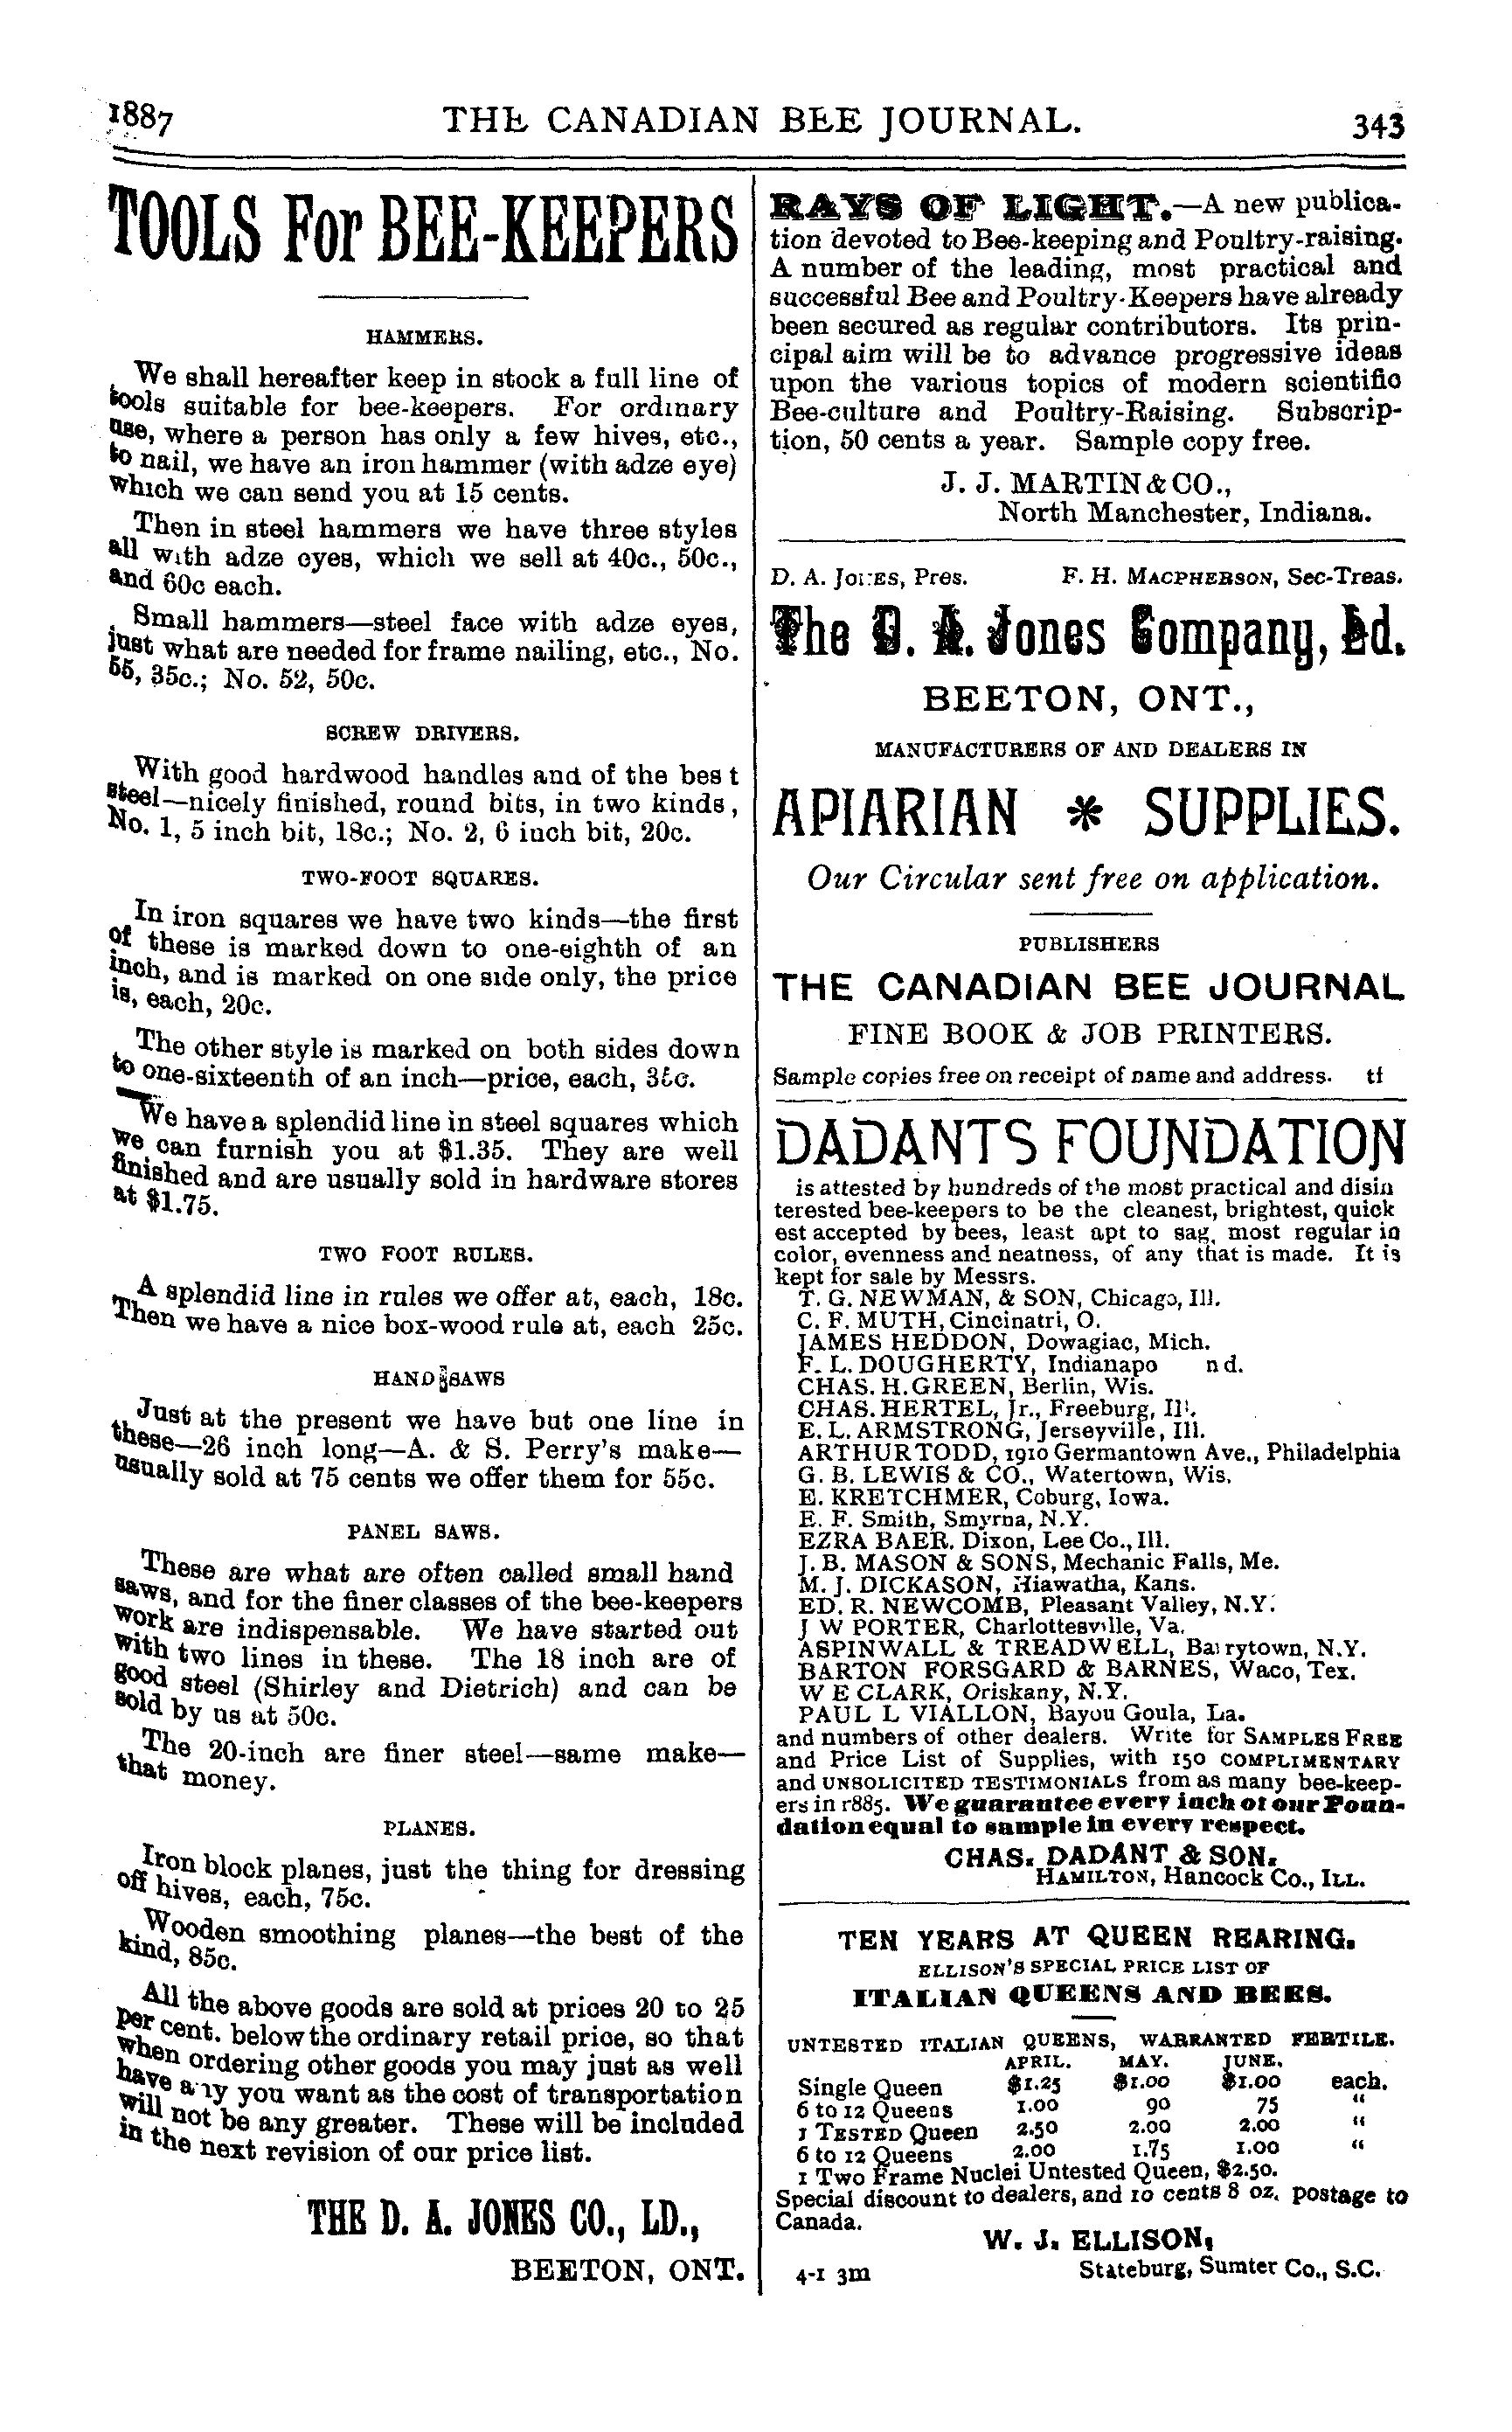 1887
THE CANADIAN BEE JOURNAL.
343
TOOLS For BEE-KEEPERS
HAMMERS.
We shall hereafter keep in stock a full line of
tools suitable for bee-keepers. For ordinary
use, where a person has only a few hives, etc.,
to nail, we have an iron hammer (with adze eye)
which we can send you at 15 cents.
Then in steel hammers we have three styles
all with adze eyes, which we sell at 40c., 50c.,
and 60c each.
Small hammers—steel face with adze eyes,
just what are needed for frame nailing, etc., No.
55, 35c.; No. 52, 50c.
SCREW DRIVERS.
With good hardwood handles and of the best
steel—nicely finished, round bits, in two kinds,
No. 1, 5 inch bit, 18c.; No. 2, 6 inch bit, 20c.
TWO-FOOT SQUARES.
In iron squares we have two kinds—the first
of these is marked down to one-eighth of an
inch, and is marked on one side only, the price
is, each, 20c.
The other style is marked on both sides down
to one-sixteenth of an inch—price, each,
We have a splendid line in steel squares which
we can furnish you at $1.35. They are well
finished and are usually sold in hardware stores
at $1.75.
TWO FOOT RULES.
A splendid line in rules we offer at, each, 18c.
Then we have a nice box-wood rule at, each 25c.
HAND SAWS
Just at the present we have but one line in
these—26 inch long—A. & S. Perry's make—
usually sold at 75 cents we offer them for 55c.
PANEL SAWS.
These are what are often called small hand
saws, and for the finer classes of the bee-keepers
work are indispensable. We have started out
with two lines in these. The 18 inch are of
good steel (Shirley and Dietrich) and can be
sold by us at 50c.
The 20-inch are finer steel—same make—
that money.
PLANES.
Iron block planes, just the thing for dressing
off hives, each, 75c.
Wooden smoothing planes—the best of the
kind, 85c.
All the above goods are sold at prices 20 to 25
per cent. below the ordinary retail price, so that
when ordering other goods you may just as well
have any you want as the cost of transportation
will not be any greater. These will be included
in the next revision of our price list.
THE D. A. JONES CO., LD.,
BEETON, ONT.
RAYS OF LIGHT.—A new publica-
tion devoted to Bee-keeping and Poultry-raising.
A number of the leading, most practical and
successful Bee and Poultry-Keepers have already
been secured as regular contributors. Its prin-
cipal aim will be to advance progressive ideas
upon the various topics of modern scientific
Bee-culture and Poultry-Raising. Subscrip-
tion, 50 cents a year. Sample copy free.
J. J. MARTIN & CO.,
North Manchester, Indiana.
D. A. JONES, Pres. F. H. MACPHERSON, Sec-Treas.
The D. A. Jones Company, Ld.
BEETON, ONT.,
MANUFACTURERS OF AND DEALERS IN
APIARIAN * SUPPLIES.
Our Circular sent free on application.
PUBLISHERS
THE CANADIAN BEE JOURNAL
FINE BOOK & JOB PRINTERS.
Sample copies free on receipt of name and address. tf
DADANTS FOUNDATION
is attested by hundreds of the most practical and disin
terested bee-keepers to be the cleanest, brightest, quick
est accepted by bees, least apt to sag, most regular in
color, evenness and neatness, of any that is made. It is
kept for sale by Messrs.
T. G. NEWMAN, & SON, Chicago, Ill.
C. F. MUTH, Cincinatri, O.
JAMES HEDDON, Dowagiac, Mich.
F. L. DOUGHERTY, Indianapo nd.
CHAS. H. GREEN, Berlin, Wis.
CHAS. HERTEL, Jr., Freeburg, Ill.
E. L. ARMSTRONG, Jerseyville, Ill.
ARTHUR TODD, 1910 Germantown Ave., Philadelphia
G. B. LEWIS & CO., Watertown, Wis.
E. KRETCHMER, Coburg, Iowa.
E. F. Smith, Smyrna, N.Y.
EZRA BAER, Dixon, Lee Co., Ill.
J. B. MASON & SONS, Mechanic Falls, Me.
M. J. DICKASON, Hiawatha, Kans.
ED. R. NEWCOMB, Pleasant Valley, N.Y.
J W PORTER, Charlottesville, Va.
ASPINWALL & TREADWELL, Barrytown, N.Y.
BARTON FORSGARD & BARNES, Waco, Tex.
W E CLARK, Oriskany, N.Y.
PAUL L VIALLON, Bayou Goula, La.
and numbers of other dealers. Write for SAMPLES FREE
and Price List of Supplies, with 150 COMPLIMENTARY
and UNSOLICITED TESTIMONIALS from as many bee-keep-
ers in 1885. We guarantee every inch of our Foun-
dation equal to sample in every respect.
CHAS. DADANT & SON.
HAMILTON, Hancock Co., ILL.
TEN YEARS AT QUEEN REARING.
ELLISON'S SPECIAL PRICE LIST OF
ITALIAN QUEENS AND BEES.
UNTESTED ITALIAN QUEENS, WARRANTED FERTILE.
APRIL. MAY. JUNE.
Single Queen $1.25 $1.00 $1.00 each.
6 to 12 Queens 1.00 90 75 "
1 TESTED Queen 2.50 2.00 2.00 "
6 to 12 Queens 2.00 1.75 1.00 "
1 Two Frame Nuclei Untested Queen, $2.50.
Special discount to dealers, and 10 cents 8 oz. postage to
Canada.
W. J. ELLISON,
4-1 3m Stateburg, Sumter Co., S.C.